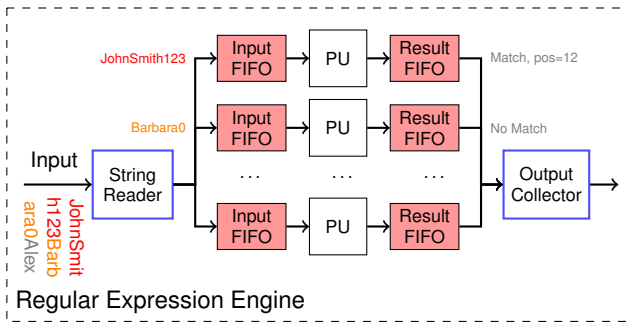 JohnSmith123
Input
FIFO
PU
Result
FIFO
Match, pos=12
Barbara0
Input
FIFO
PU
Result
FIFO
No Match
Input
String
Reader
...
...
...
Output
Collector
JohnSmit
h123Barb
ara0Alex
Input
FIFO
PU
Result
FIFO
Regular Expression Engine